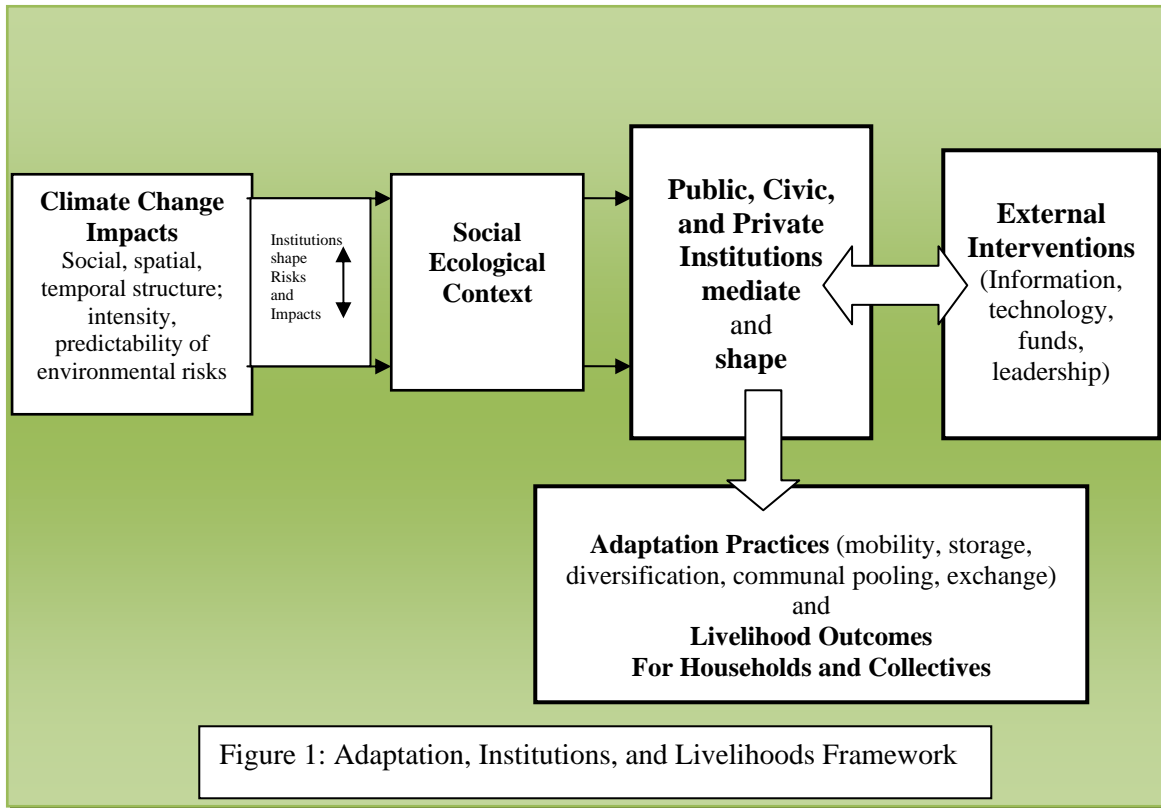 Climate Change
Impacts
Social, spatial,
temporal structure;
intensity,
predictability of
environmental risks
Institutions
shape
Risks
and
Impacts
Social
Ecological
Context
Public, Civic,
and Private
Institutions
mediate
and
shape
External
Interventions
(Information,
technology,
funds,
leadership)
Adaptation Practices (mobility, storage,
diversification, communal pooling, exchange)
and
Livelihood Outcomes
For Households and Collectives
Figure 1: Adaptation, Institutions, and Livelihoods Framework